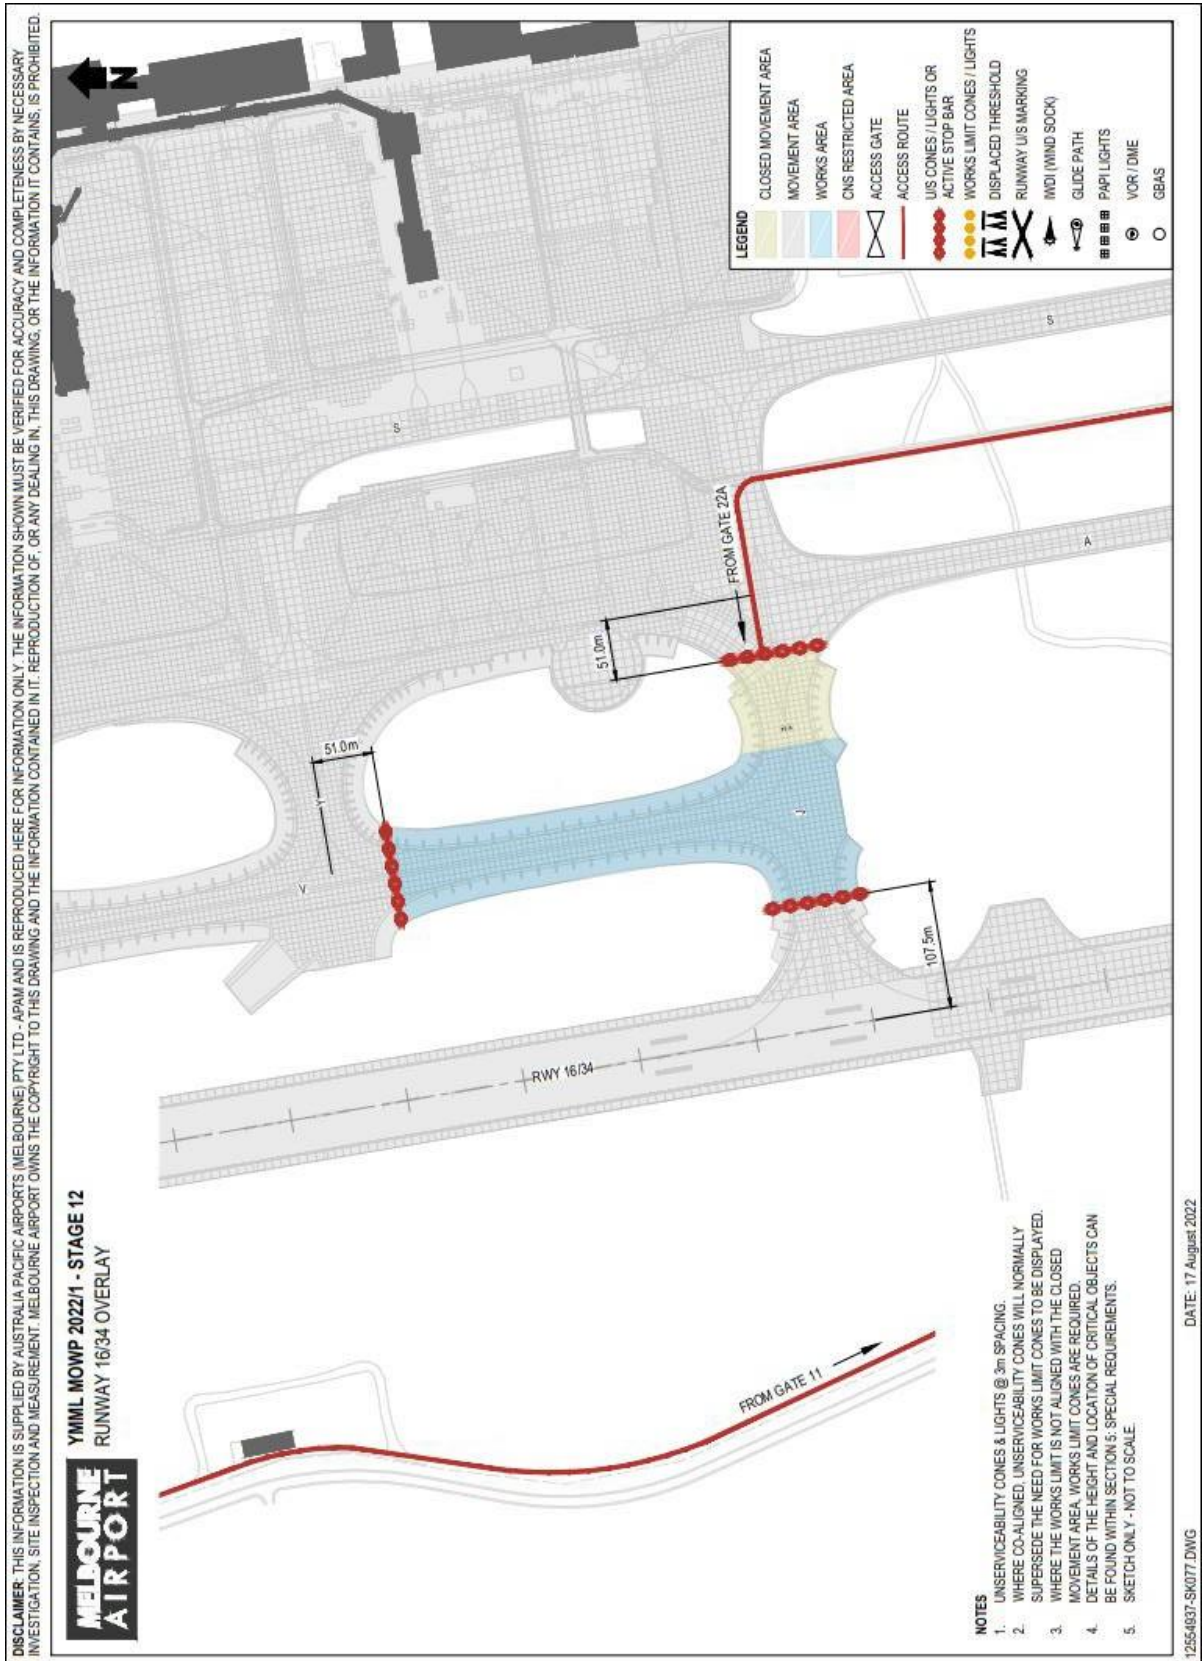 DISCLAIMER: THIS INFORMATION IS SUPPLIED BY AUSTRALIA PACIFIC AIRPORTS (MELBOURNE) PTY LTD - APAM AND IS REPRODUCED HERE FOR INFORMATION ONLY. THE INFORMATION SHOWN MUST BE VERIFIED FOR ACCURACY AND COMPLETENESS BY NECESSARY
INVESTIGATION, SITE INSPECTION AND MEASUREMENT. MELBOURNE AIRPORT OWNS THE COPYRIGHT TO THIS DRAWING AND THE INFORMATION CONTAINED IN IT. REPRODUCTION OF, OR ANY DEALING IN, THIS DRAWING, OR THE INFORMATION IT CONTAINS, IS PROHIBITED.
MELBOURNE
AIRPORT
YMML MOWP 2022/1 - STAGE 12
RUNWAY 16/34 OVERLAY
N
FROM GATE 11
RWY 16/34
V
Y
51.0m
S
51.0m
FROM GATE 22A
J
107.5m
A
S
LEGEND
CLOSED MOVEMENT AREA
MOVEMENT AREA
WORKS AREA
CNS RESTRICTED AREA
ACCESS GATE
ACCESS ROUTE
U/S CONES / LIGHTS OR
ACTIVE STOP BAR
WORKS LIMIT CONES / LIGHTS
DISPLACED THRESHOLD
RUNWAY U/S MARKING
IWDI (WIND SOCK)
GLIDE PATH
PAPI LIGHTS
VOR / DME
GBAS
NOTES
1. UNSERVICEABILITY CONES & LIGHTS @ 3m SPACING.
2. WHERE CO-ALIGNED, UNSERVICEABILITY CONES WILL NORMALLY
SUPERSEDE THE NEED FOR WORKS LIMIT CONES TO BE DISPLAYED.
3. WHERE THE WORKS LIMIT IS NOT ALIGNED WITH THE CLOSED
MOVEMENT AREA, WORKS LIMIT CONES ARE REQUIRED.
4. DETAILS OF THE HEIGHT AND LOCATION OF CRITICAL OBJECTS CAN
BE FOUND WITHIN SECTION 5: SPECIAL REQUIREMENTS.
5. SKETCH ONLY - NOT TO SCALE.
12554937-SK077.DWG
DATE: 17 August 2022